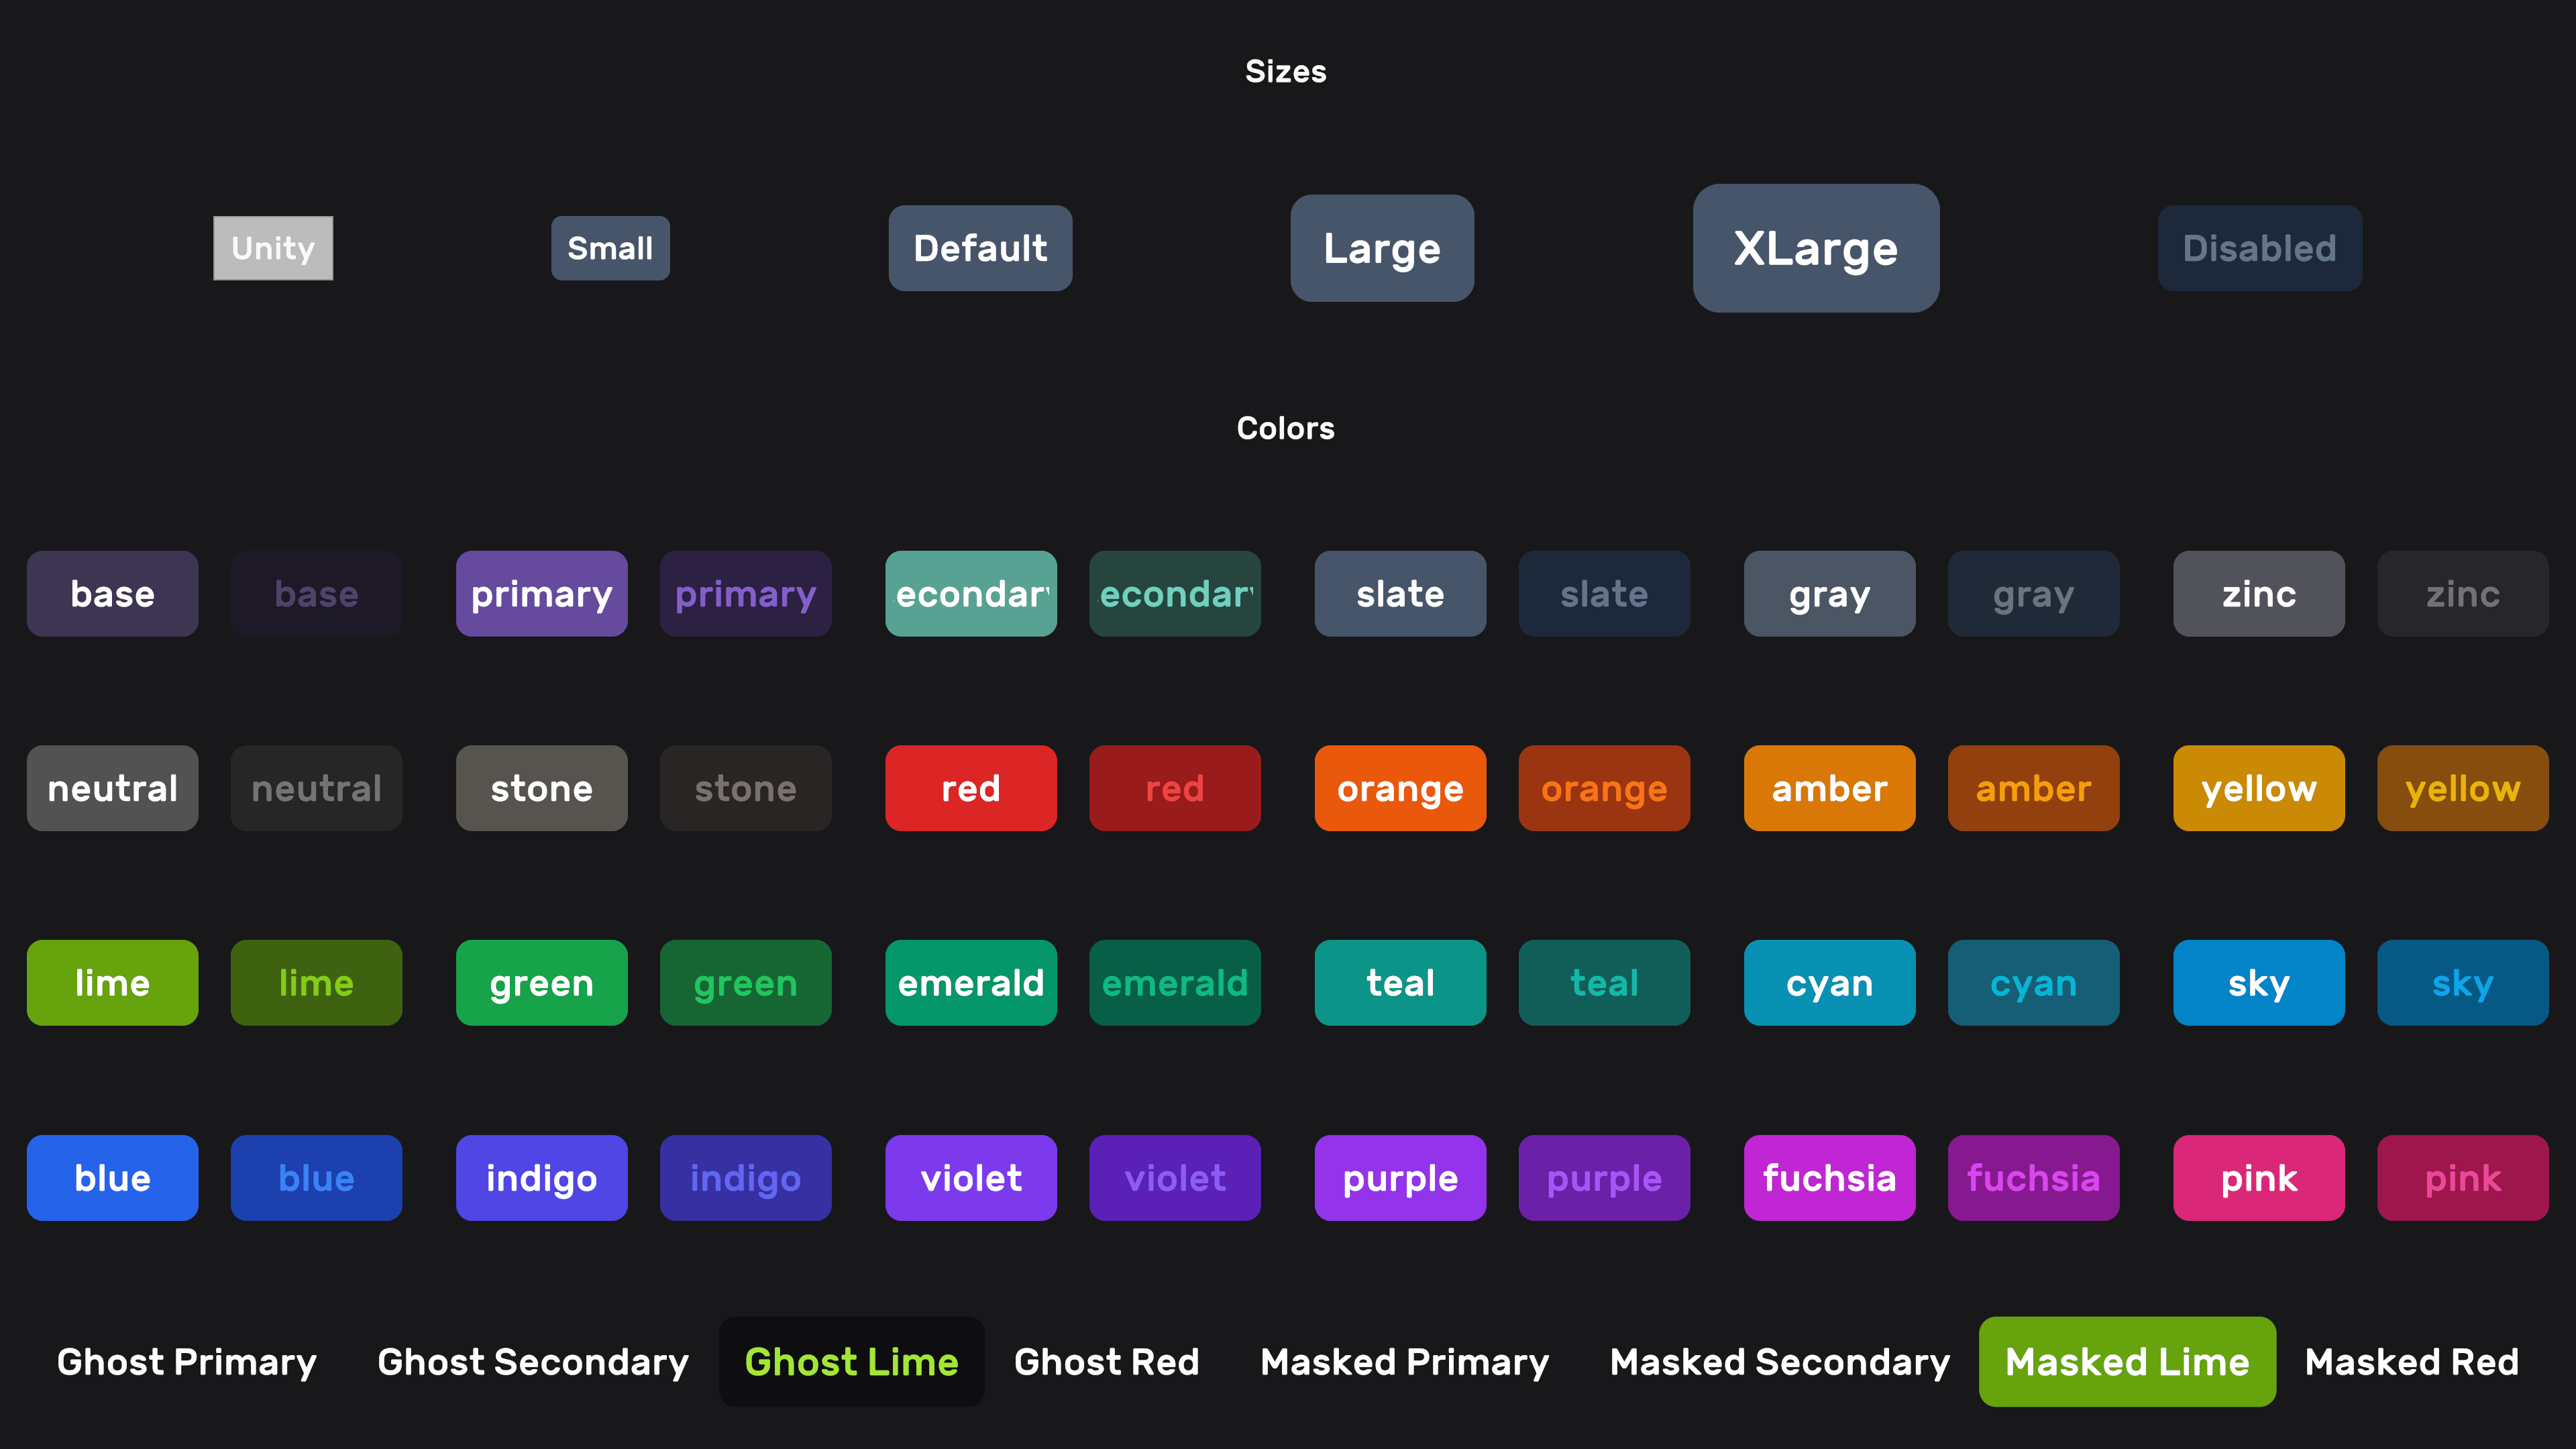 Sizes
Unity Small Default Large XLarge Disabled
Colors
base base primary primary econdar econdar slate slate gray gray zinc zinc
neutral neutral stone stone red red orange orange amber amber yellow yellow
lime lime green green emerald emerald teal teal cyan cyan sky sky
blue blue indigo indigo violet violet purple purple fuchsia fuchsia pink pink
Ghost Primary Ghost Secondary Ghost Lime Ghost Red Masked Primary Masked Secondary Masked Lime Masked Red